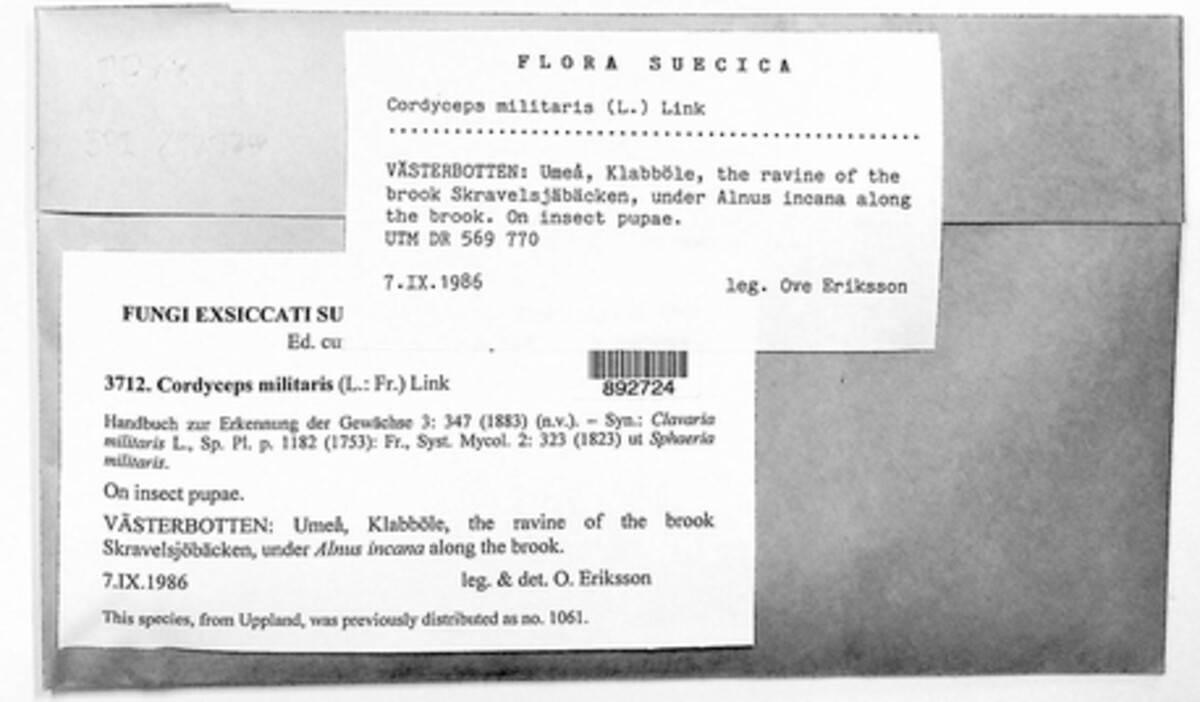 FLORA SUECICA
Cordyceps militaris (L.) Link
VÄSTERBOTTEN: Umeå, Klabböle, the ravine of the
brook Skravelsjäbäcken, under Alnus incana along
the brook. On insect pupae.
UTM DR 569 770
7.IX.1986 leg. Ove Eriksson
FUNGI EXSICCATI SU
Ed. cu
892724
3712. Cordyceps militaris (L.: Fr.) Link
Handbuch zur Erkennung der Gewächse 3: 347 (1883) (n.v.). – Syn.: Clavaria
militaris L., Sp. Pl. p. 1182 (1753): Fr., Syst. Mycol. 2: 323 (1823) ut Sphaeria
militaris.
On insect pupae.
VÄSTERBOTTEN: Umeå, Klabböle, the ravine of the brook
Skravelsjöbäcken, under Alnus incana along the brook.
7.IX.1986 leg. & det. O. Eriksson
This species, from Uppland, was previously distributed as no. 1061.